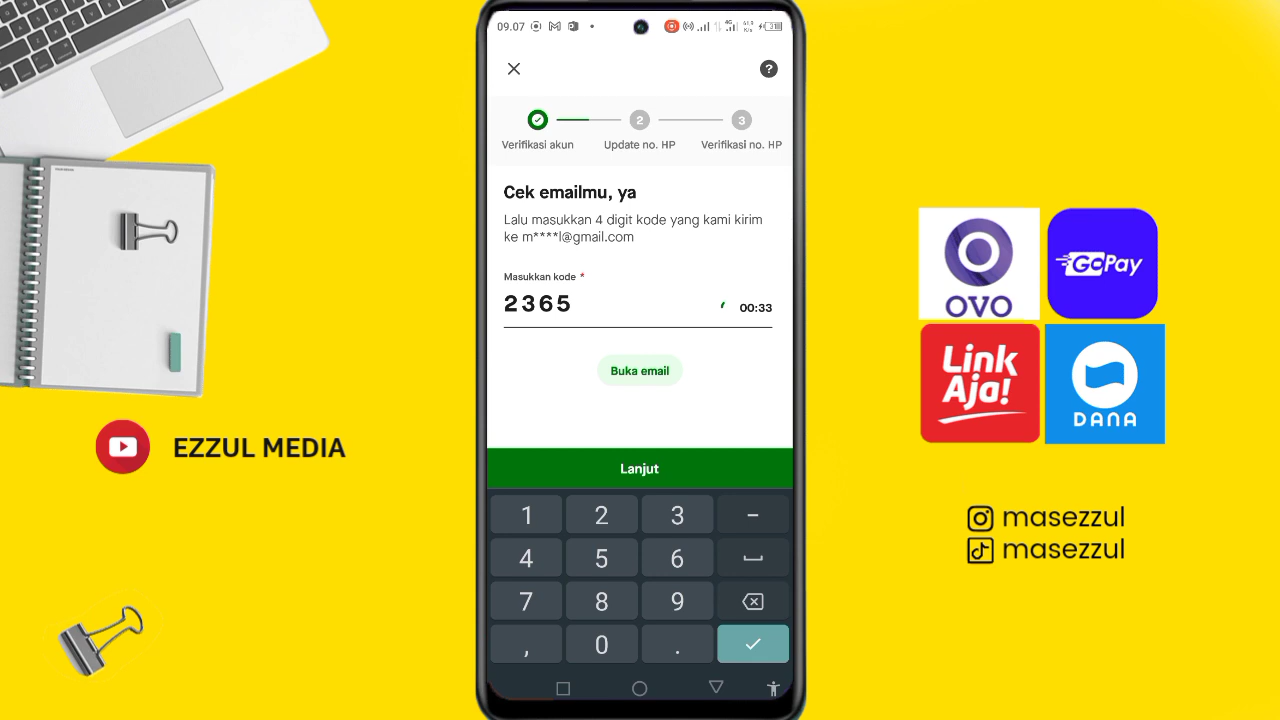 09.07
Verifikasi akun
2
Update no. HP
3
Verifikasi no. HP
Cek emailmu, ya
Lalu masukkan 4 digit kode yang kami kirim
ke m****l@gmail.com
Masukkan kode *
2365
00:33
Buka email
Lanjut
1 2 3 -
4 5 6
7 8 9
, 0 .
EZZUL MEDIA
OVO
GoPay
Link
Aja!
DANA
masezzul
masezzul